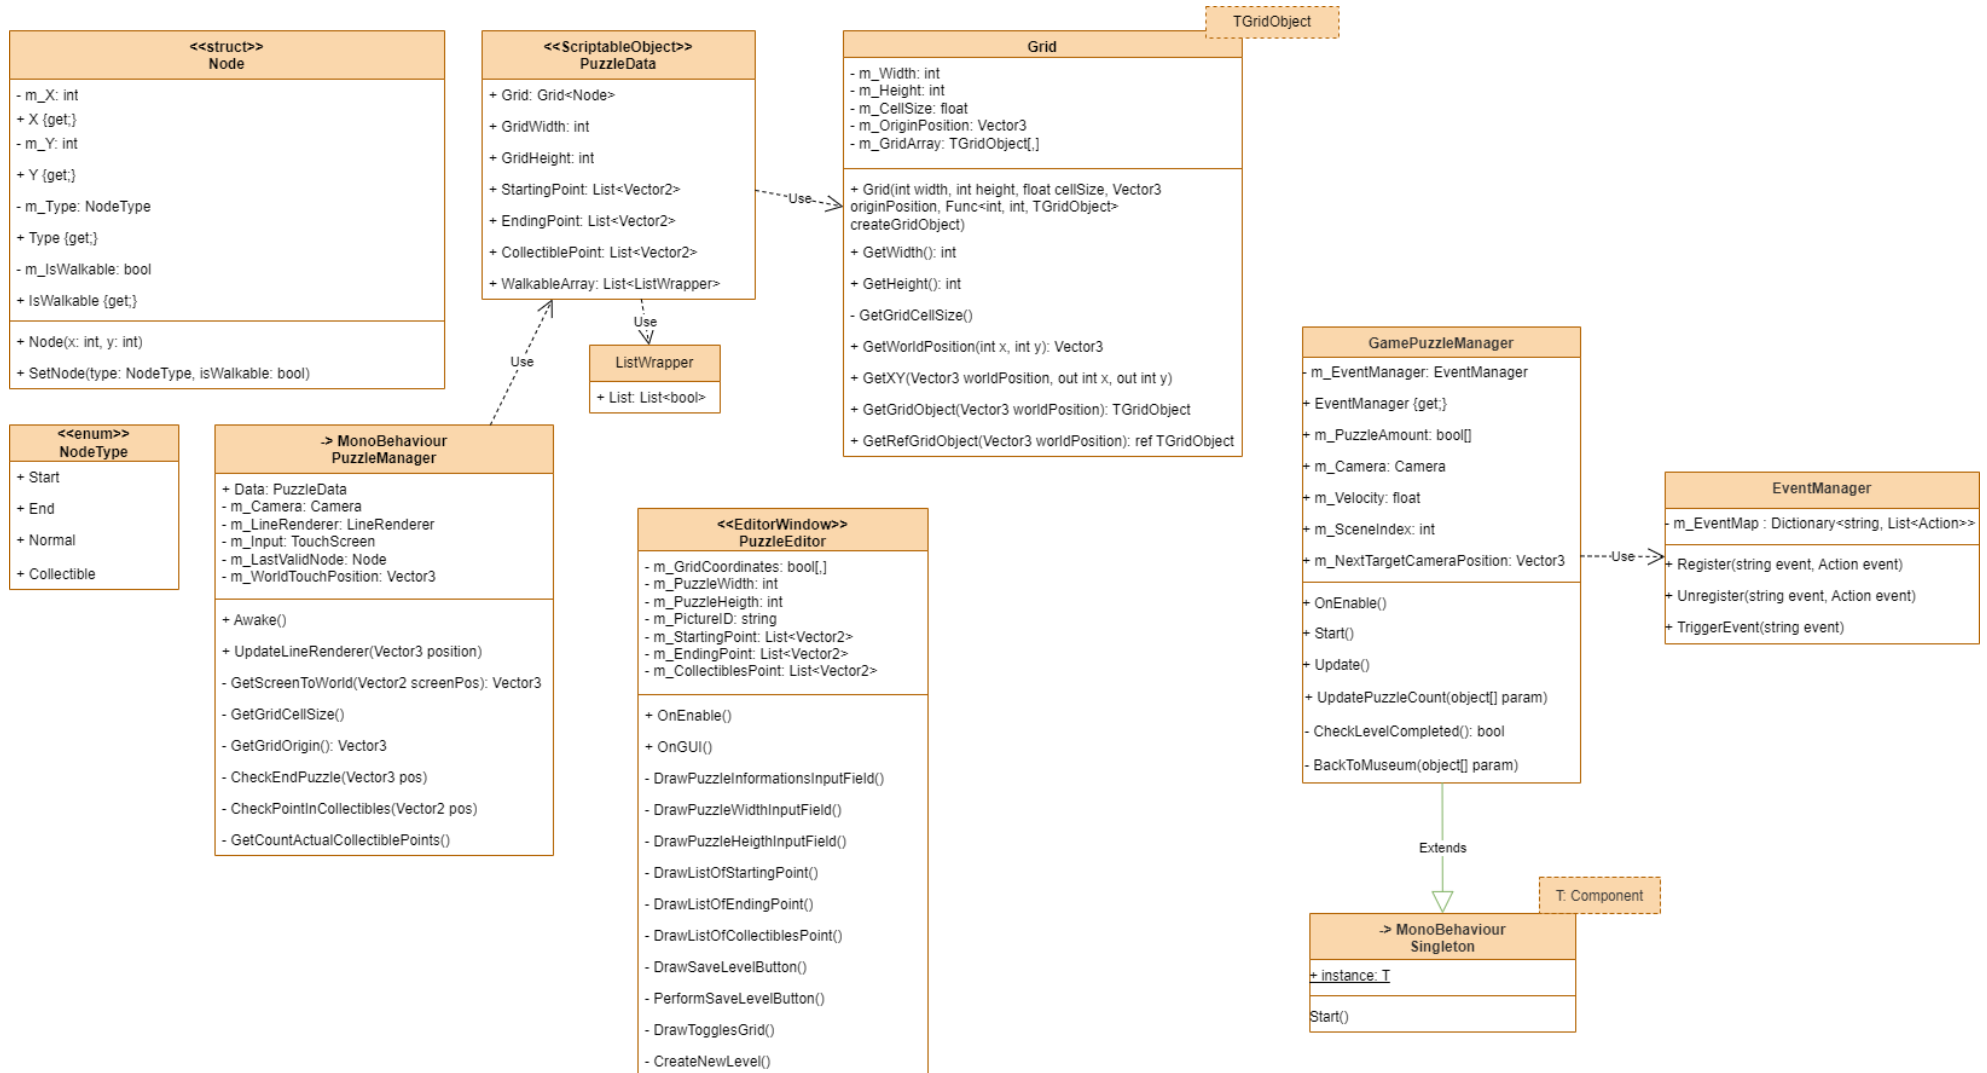 <<struct>>
Node
- m_X: int
+ X {get;}
- m_Y: int
+ Y {get;}
- m_Type: NodeType
+ Type {get;}
- m_IsWalkable: bool
+ IsWalkable {get;}
+ Node(x: int, y: int)
+ SetNode(type: NodeType, isWalkable: bool)
<<enum>>
NodeType
+ Start
+ End
+ Normal
+ Collectible
-> MonoBehaviour
PuzzleManager
+ Data: PuzzleData
- m_Camera: Camera
- m_LineRenderer: LineRenderer
- m_Input: TouchScreen
- m_LastValidNode: Node
- m_WorldTouchPosition: Vector3
+ Awake()
+ UpdateLineRenderer(Vector3 position)
- GetScreenToWorld(Vector2 screenPos): Vector3
- GetGridCellSize()
- GetGridOrigin(): Vector3
- CheckEndPuzzle(Vector3 pos)
- CheckPointInCollectibles(Vector2 pos)
- GetCountActualCollectiblePoints()
Use
<<ScriptableObject>>
PuzzleData
+ Grid: Grid<Node>
+ GridWidth: int
+ GridHeight: int
+ StartingPoint: List<Vector2>
+ EndingPoint: List<Vector2>
+ CollectiblePoint: List<Vector2>
+ WalkableArray: List<ListWrapper>
Use
Use
ListWrapper
+ List: List<bool>
TGridObject
Grid
- m_Width: int
- m_Height: int
- m_CellSize: float
- m_OriginPosition: Vector3
- m_GridArray: TGridObject[,]
+ Grid(int width, int height, float cellSize, Vector3
originPosition, Func<int, int, TGridObject>
createGridObject)
+ GetWidth(): int
+ GetHeight(): int
- GetGridCellSize()
+ GetWorldPosition(int x, int y): Vector3
+ GetXY(Vector3 worldPosition, out int x, out int y)
+ GetGridObject(Vector3 worldPosition): TGridObject
+ GetRefGridObject(Vector3 worldPosition): ref TGridObject
<<EditorWindow>>
PuzzleEditor
- m_GridCoordinates: bool[,]
- m_PuzzleWidth: int
- m_PuzzleHeigth: int
- m_PictureID: string
- m_StartingPoint: List<Vector2>
- m_EndingPoint: List<Vector2>
- m_CollectiblesPoint: List<Vector2>
+ OnEnable()
+ OnGUI()
- DrawPuzzleInformationsInputField()
- DrawPuzzleWidthInputField()
- DrawPuzzleHeigthInputField()
- DrawListOfStartingPoint()
- DrawListOfEndingPoint()
- DrawListOfCollectiblesPoint()
- DrawSaveLevelButton()
- PerformSaveLevelButton()
- DrawTogglesGrid()
- CreateNewLevel()
GamePuzzleManager
- m_EventManager: EventManager
+ EventManager {get;}
+ m_PuzzleAmount: bool[]
+ m_Camera: Camera
+ m_Velocity: float
+ m_SceneIndex: int
+ m_NextTargetCameraPosition: Vector3
+ OnEnable()
+ Start()
+ Update()
+ UpdatePuzzleCount(object[] param)
- CheckLevelCompleted(): bool
- BackToMuseum(object[] param)
Use
EventManager
- m_EventMap : Dictionary<string, List<Action>>
+ Register(string event, Action event)
+ Unregister(string event, Action event)
+ TriggerEvent(string event)
Extends
T: Component
-> MonoBehaviour
Singleton
+ instance: T
Start()